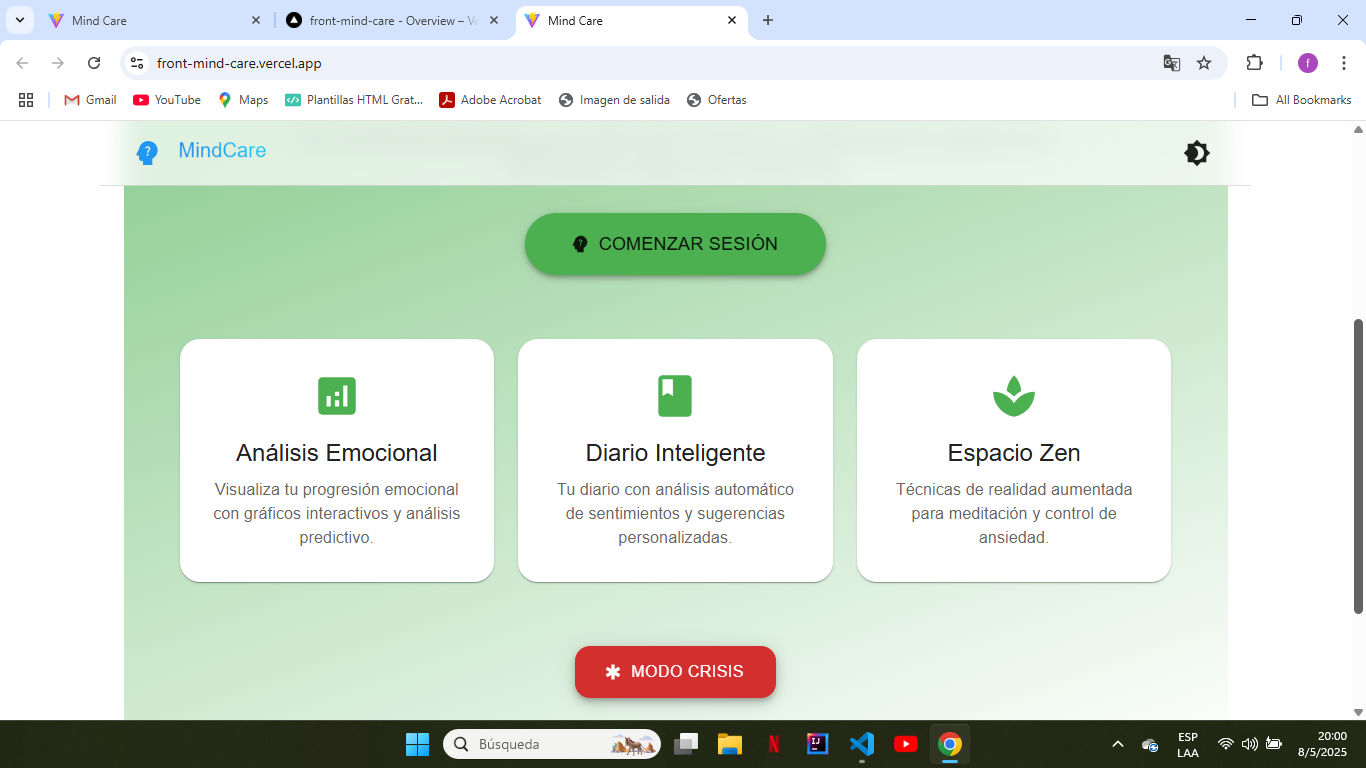 Mind Care
front-mind-care - Overview – Ve
Mind Care
front-mind-care.vercel.app
f
Gmail
YouTube
Maps
Plantillas HTML Grat...
Adobe Acrobat
Imagen de salida
Ofertas
All Bookmarks
MindCare
COMENZAR SESIÓN
Análisis Emocional
Visualiza tu progresión emocional
con gráficos interactivos y análisis
predictivo.
Diario Inteligente
Tu diario con análisis automático
de sentimientos y sugerencias
personalizadas.
Espacio Zen
Técnicas de realidad aumentada
para meditación y control de
ansiedad.
MODO CRISIS
Búsqueda
ESP
LAA
20:00
8/5/2025